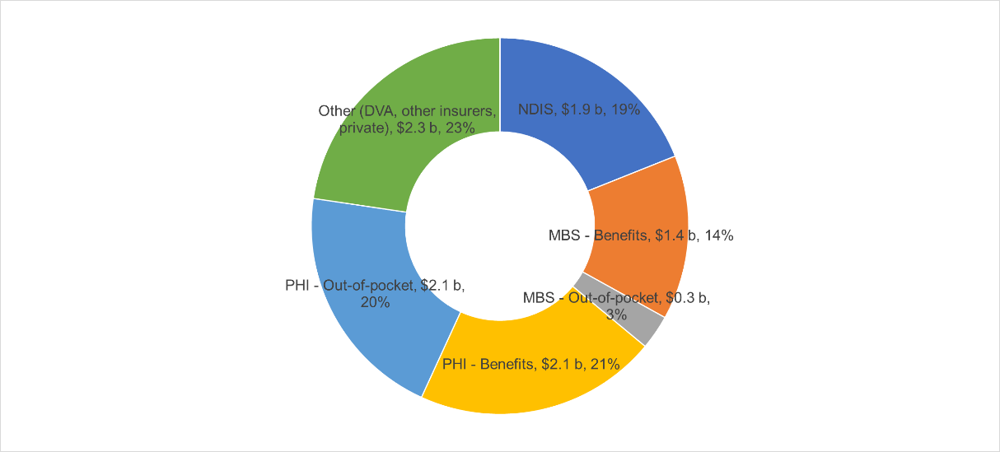 Other (DVA, other insurers,
private), $2.3 b, 23%
NDIS, $1.9 b, 19%
MBS - Benefits, $1.4 b, 14%
PHI - Out-of-pocket, $2.1 b,
20%
MBS - Out-of-pocket, $0.3 b,
3%
PHI - Benefits, $2.1 b, 21%